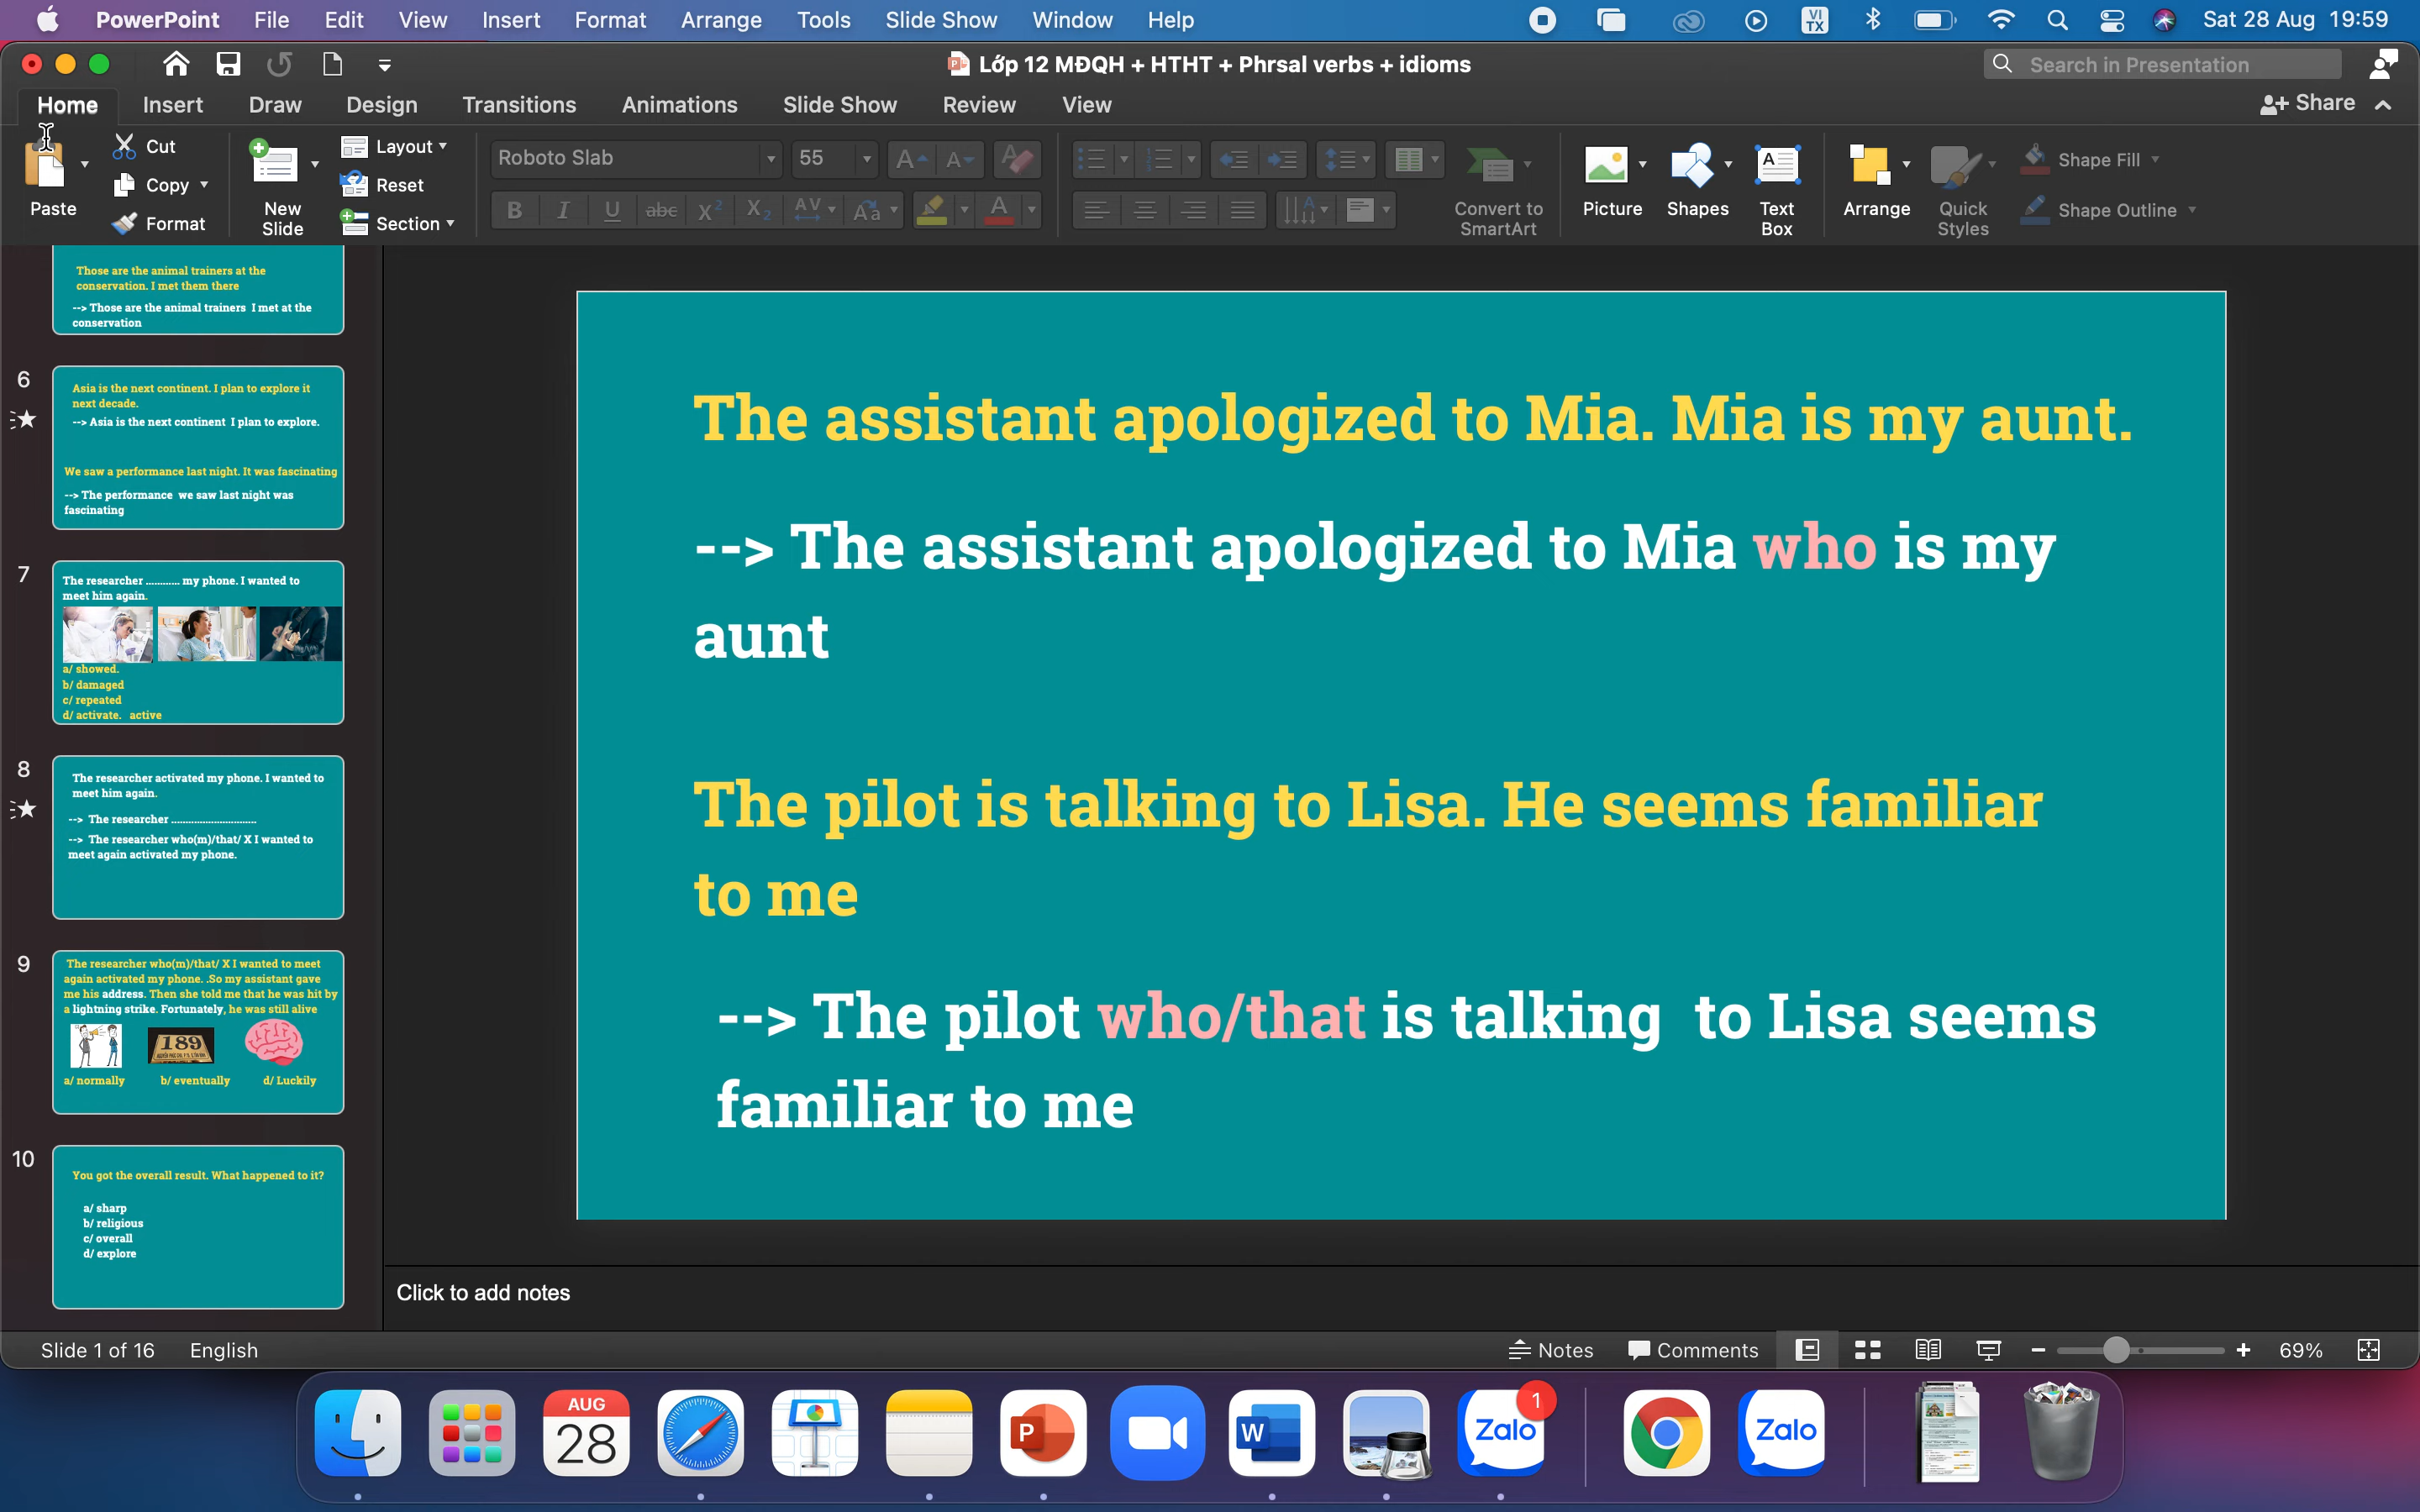 PowerPoint File Edit View Insert Format Arrange Tools Slide Show Window Help VI TX Sat 28 Aug 19:59
Lớp 12 MĐQH + HTHT + Phrsal verbs + idioms
Search in Presentation
Home Insert Draw Design Transitions Animations Slide Show Review View Share
Paste Cut Copy Format
New Slide Layout Reset Section
Roboto Slab 55
Convert to SmartArt
Picture Shapes Text Box Arrange Quick Styles Shape Fill Shape Outline
Those are the animal trainers at the
conservation. I met them there
--> Those are the animal trainers I met at the
conservation
6
Asia is the next continent. I plan to explore it
next decade.
--> Asia is the next continent I plan to explore.
We saw a performance last night. It was fascinating
--> The performance we saw last night was
fascinating
7
The researcher ............ my phone. I wanted to
meet him again.
a/ showed.
b/ damaged
c/ repeated
d/ activate. active
8
The researcher activated my phone. I wanted to
meet him again.
--> The researcher ..............................
--> The researcher who(m)/that/ X I wanted to
meet again activated my phone.
9
The researcher who(m)/that/ X I wanted to meet
again activated my phone. .So my assistant gave
me his address. Then she told me that he was hit by
a lightning strike. Fortunately, he was still alive
189
a/ normally b/ eventually d/ Luckily
10
You got the overall result. What happened to it?
a/ sharp
b/ religious
c/ overall
d/ explore
The assistant apologized to Mia. Mia is my aunt.
--> The assistant apologized to Mia who is my
aunt
The pilot is talking to Lisa. He seems familiar
to me
--> The pilot who/that is talking to Lisa seems
familiar to me
Click to add notes
Slide 1 of 16 English Notes Comments 69%
AUG
28
P
W
Zalo
1
Zalo